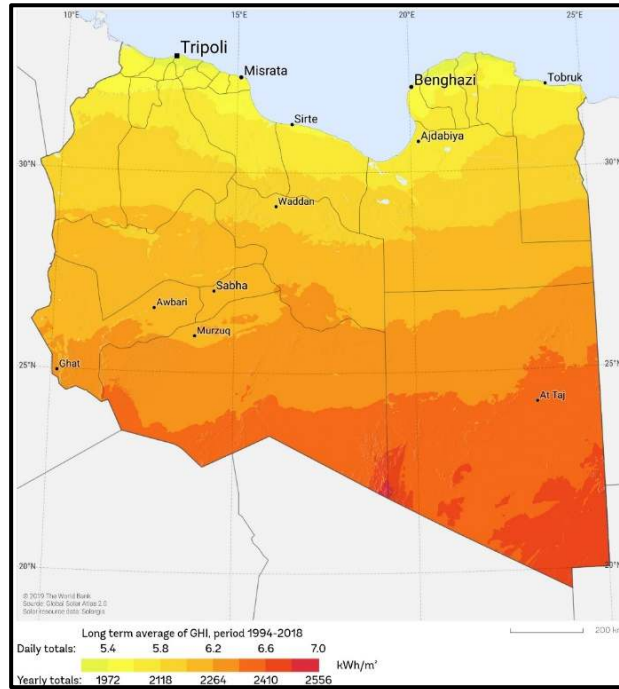 10°E 15°E 20°E 25°E
Tripoli
Misrata
Benghazi
Tobruk
Sirte
Ajdabiya
30°N 30°N
Waddan
Sabha
Awbari
Murzuq
Ghat
25°N 25°N
At Taj
20°N 20°N
© 2019 The World Bank
Source: Global Solar Atlas 2.0
Solar resource data: Solargis
200 km
Long term average of GHI, period 1994-2018
Daily totals: 5.4 5.8 6.2 6.6 7.0
kWh/m²
Yearly totals: 1972 2118 2264 2410 2556